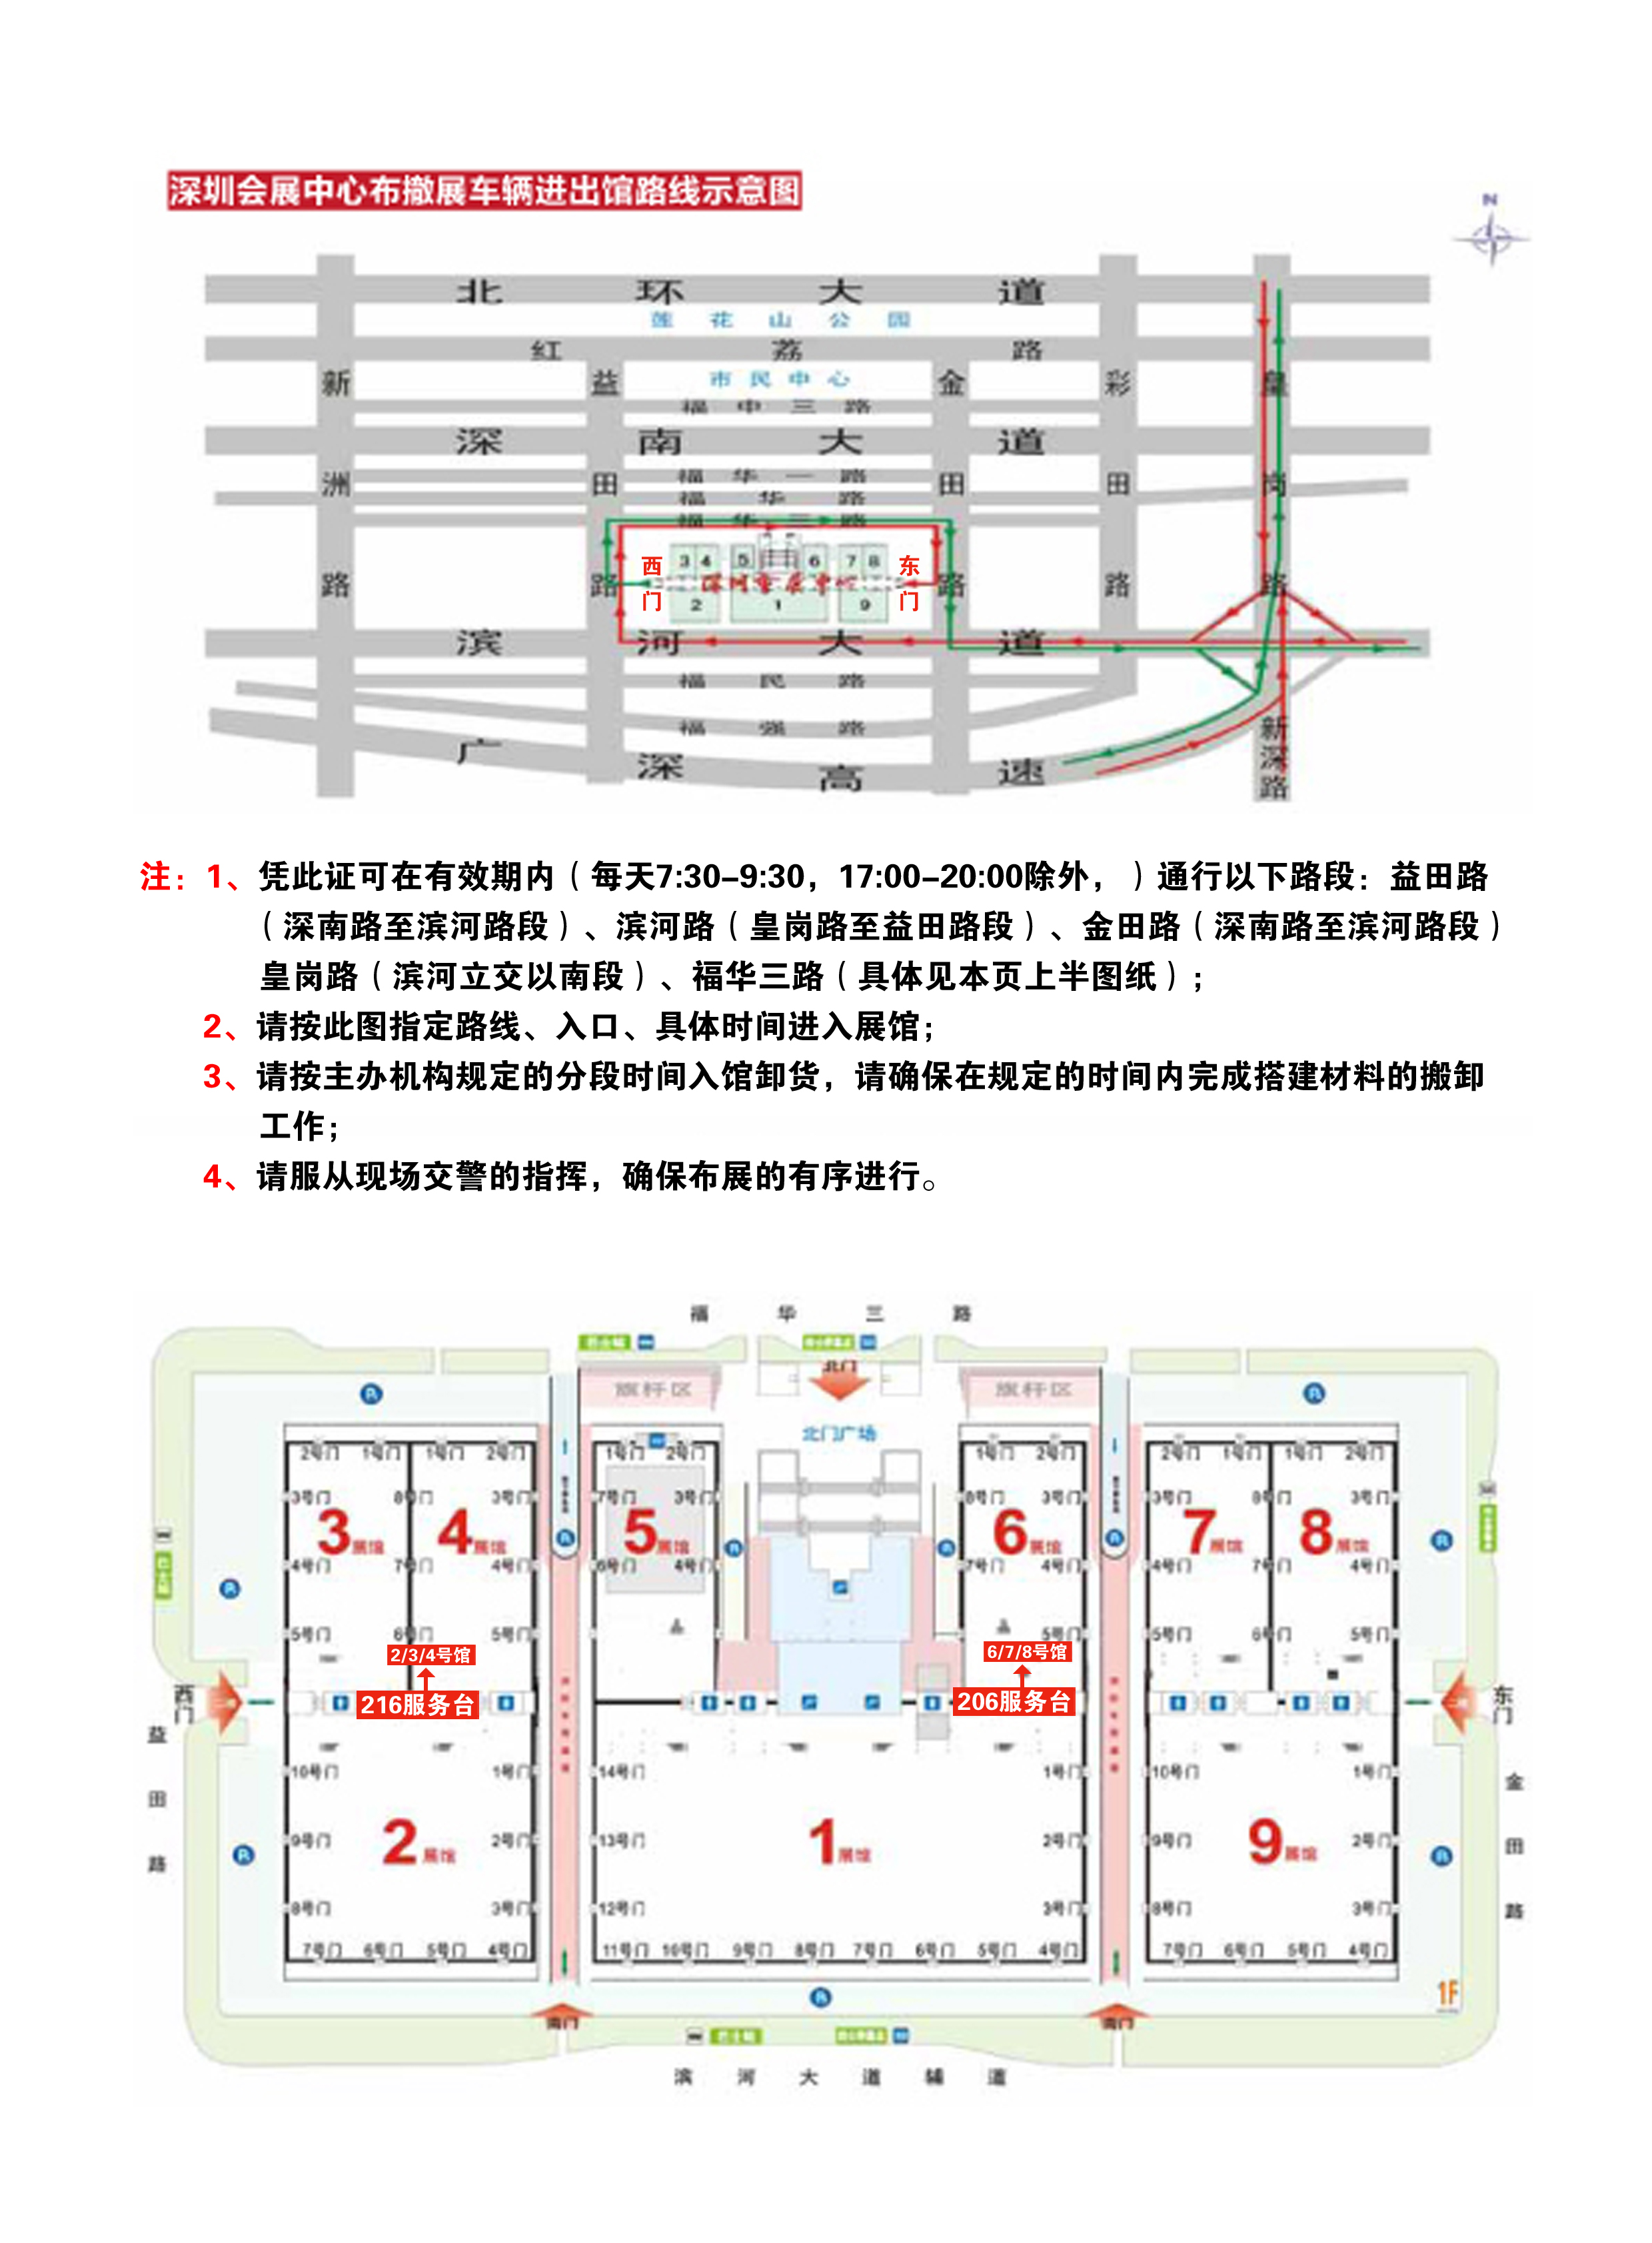 深圳会展中心布撤展车辆进出馆路线示意图
N
北环大道
莲花山公园
红荔路
市民中心
福中三路
深南大道
福华一路
福华路
福华三路
新洲路
益田路
金田路
彩田路
皇岗路
西门
3 4 5 6 7 8
东门
深圳会展中心
2 1 9
滨河大道
福民路
福强路
广深高速
新深路
注：1、凭此证可在有效期内（每天7:30-9:30，17:00-20:00除外，）通行以下路段：益田路
（深南路至滨河路段）、滨河路（皇岗路至益田路段）、金田路（深南路至滨河路段）
皇岗路（滨河立交以南段）、福华三路（具体见本页上半图纸）；
2、请按此图指定路线、入口、具体时间进入展馆；
3、请按主办机构规定的分段时间入馆卸货，请确保在规定的时间内完成搭建材料的搬卸
工作；
4、请服从现场交警的指挥，确保布展的有序进行。
福华三路
北门
旗杆区
旗杆区
北门广场
2号门 1号门 1号门 2号门 1号门 2号门 1号门 2号门 2号门 1号门 1号门 2号门
3号门 8号门 3号门 7号门 3号门 8号门 3号门 3号门 8号门 3号门
3展馆 4展馆 5展馆 6展馆 7展馆 8展馆
4号门 7号门 4号门 6号门 4号门 7号门 4号门 4号门 7号门 4号门
5号门 6号门 5号门 5号门 5号门 6号门 5号门
2/3/4号馆
6/7/8号馆
216服务台
206服务台
西门
东门
益田路
金田路
10号门 1号门 14号门 1号门 10号门 1号门
9号门 2号门 13号门 2号门 9号门 2号门
2展馆 1展馆 9展馆
8号门 3号门 12号门 3号门 8号门 3号门
7号门 6号门 5号门 4号门 11号门 10号门 9号门 8号门 7号门 6号门 5号门 4号门 7号门 6号门 5号门 4号门
1F
南门
南门
滨河大道辅道